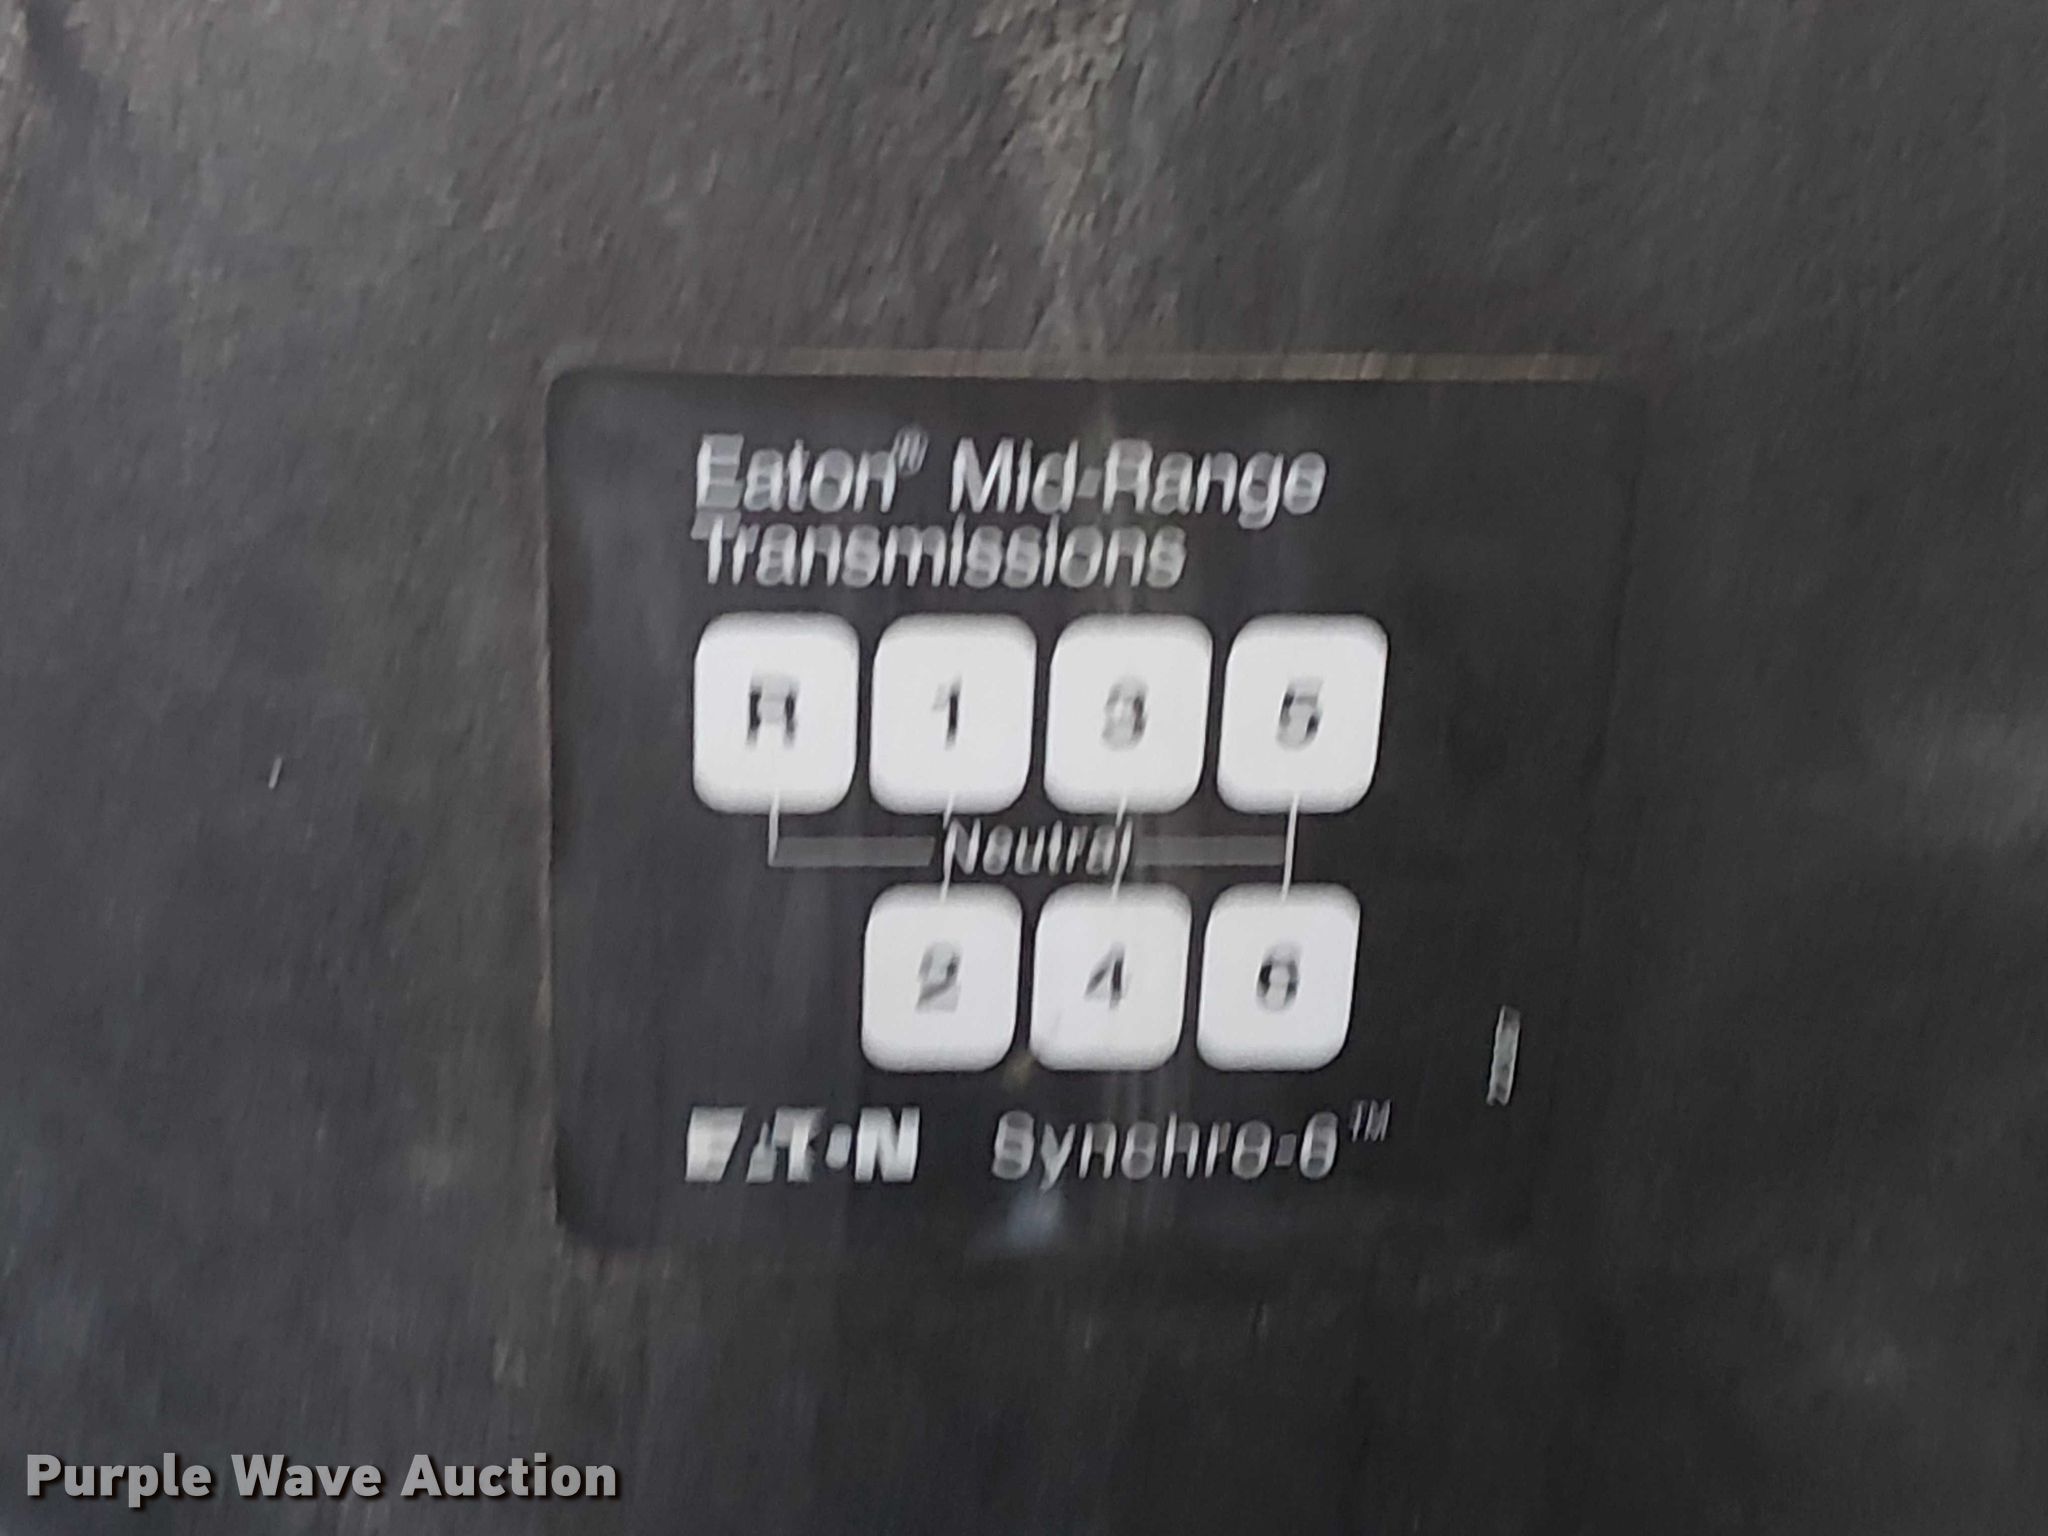 Eaton® Mid-Range
Transmissions
R 1 3 5
Neutral
2 4 6
EATON Synchro-6™
Purple Wave Auction